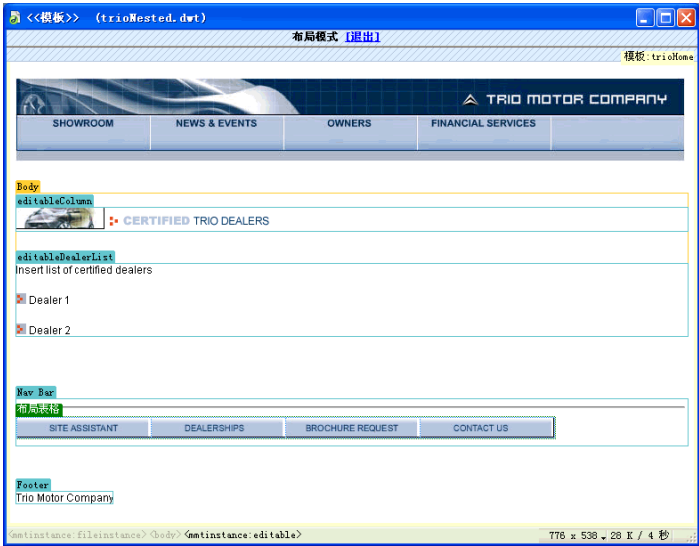 <<模板>> (trioNested.dwt)
布局模式 [退出]
模板:trioHome
TRIO MOTOR COMPANY
SHOWROOM NEWS & EVENTS OWNERS FINANCIAL SERVICES
Body
editableColumn
CERTIFIED TRIO DEALERS
editableDealerList
Insert list of certified dealers
Dealer 1
Dealer 2
Nav Bar
布局表格
SITE ASSISTANT DEALERSHIPS BROCHURE REQUEST CONTACT US
Footer
Trio Motor Company
<mmtinstance:fileinstance> <body> <mmtinstance:editable> 776 x 538 28 K / 4 秒